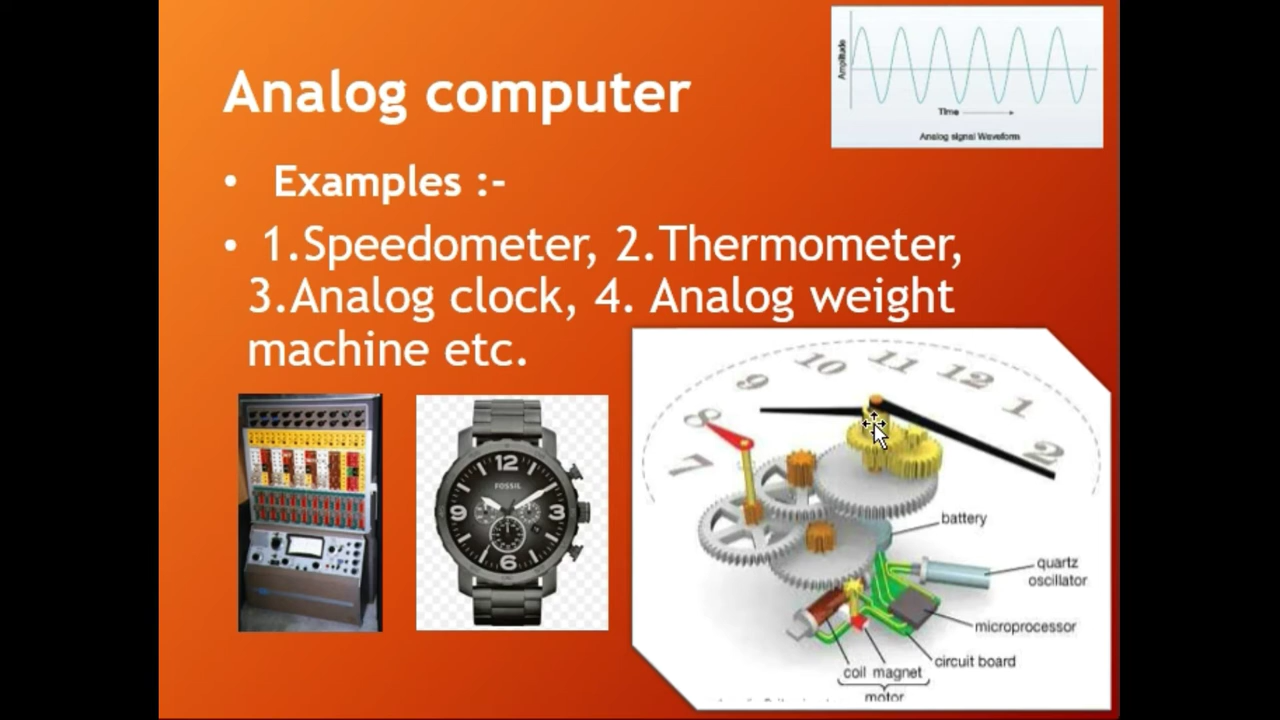 Analog computer
• Examples :-
• 1.Speedometer, 2.Thermometer,
3.Analog clock, 4. Analog weight
machine etc.
Amplitude
Time
Analog signal Waveform
12
9
3
6
FOSSIL
7
8
9
10
11
12
1
2
battery
quartz
oscillator
microprocessor
circuit board
coil magnet
motor